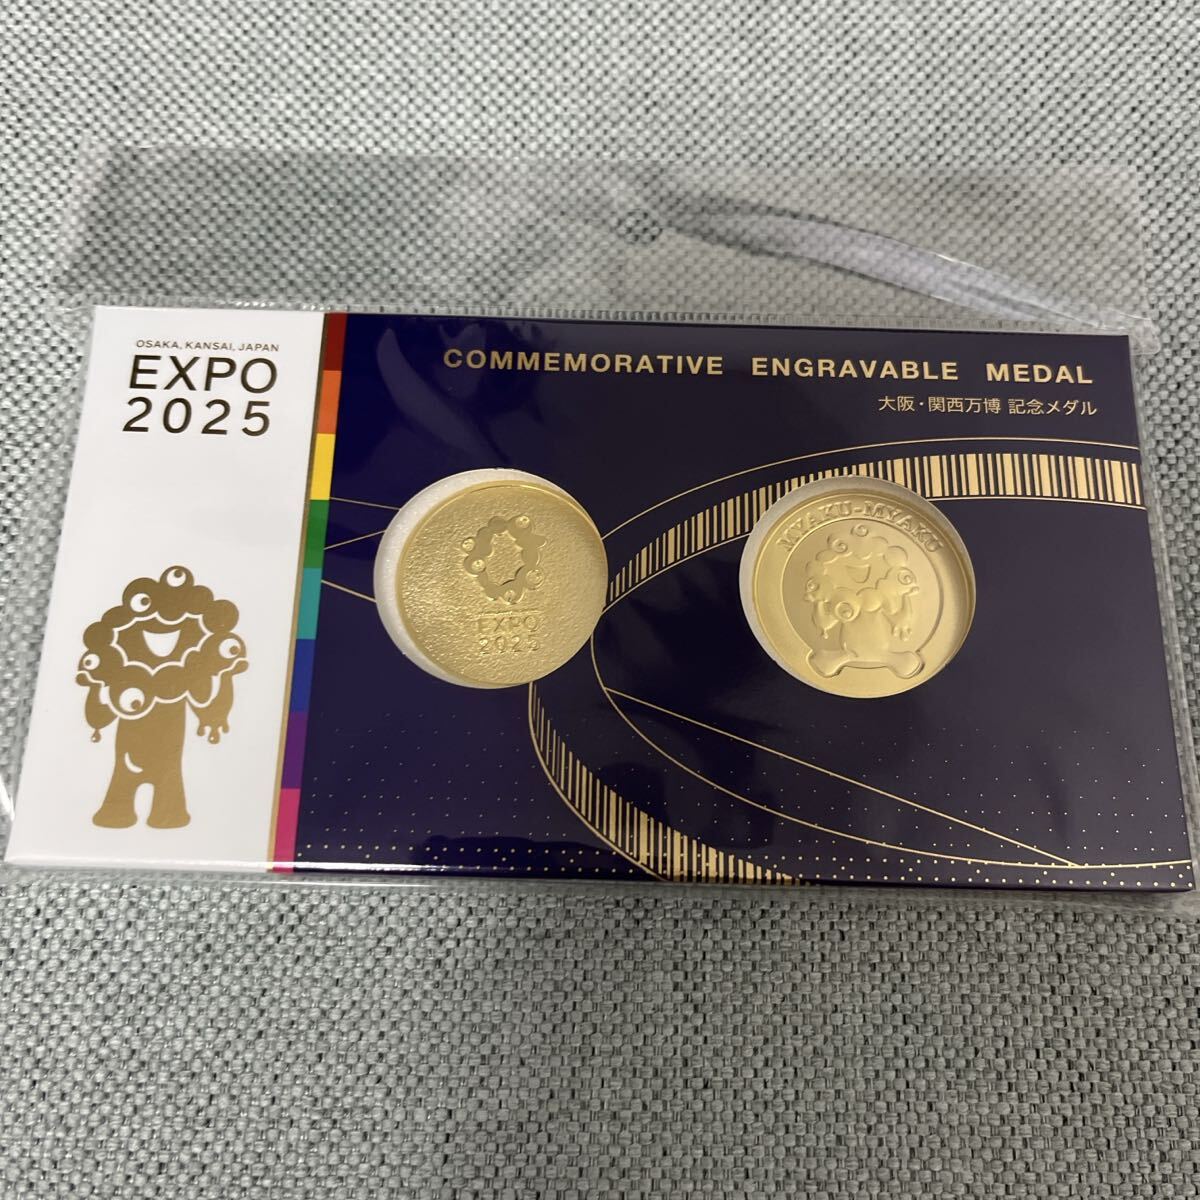 OSAKA, KANSAI, JAPAN
EXPO
2025
COMMEMORATIVE ENGRAVABLE MEDAL
大阪・関西万博 記念メダル
EXPO
2025
MYAKU-MYAKU